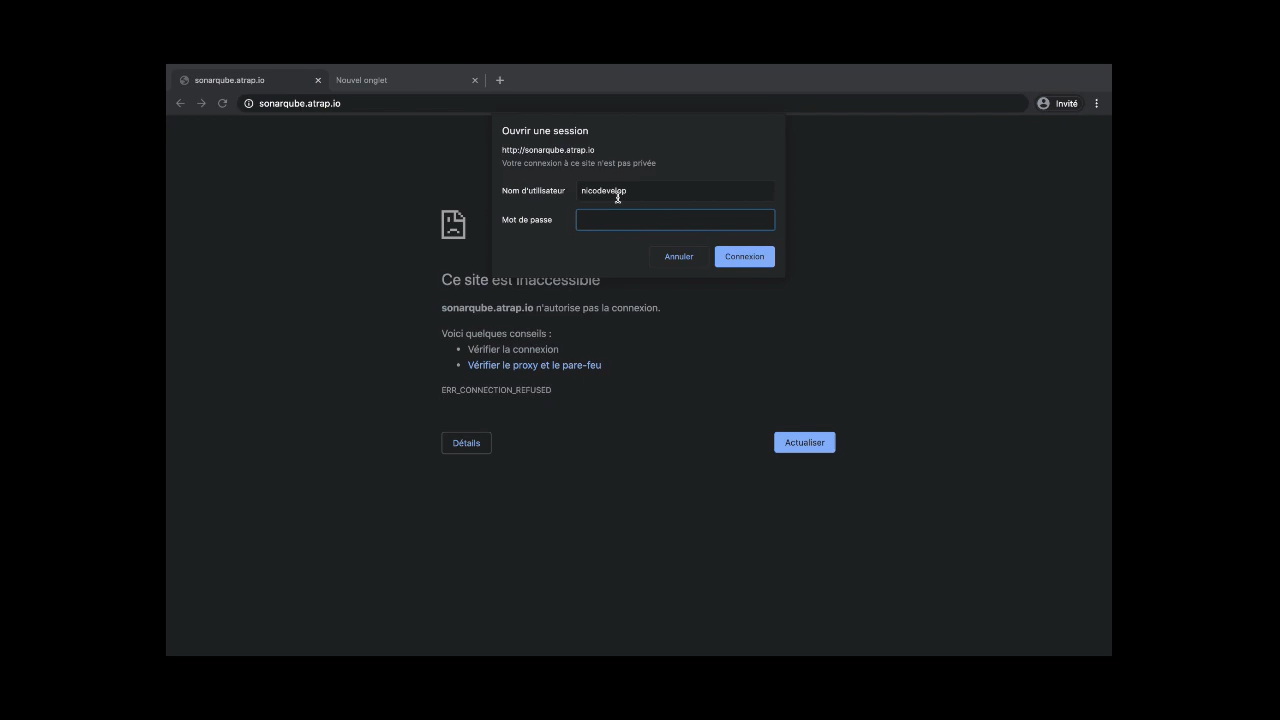 sonarqube.atrap.io
Nouvel onglet
sonarqube.atrap.io
Invité
Ouvrir une session
http://sonarqube.atrap.io
Votre connexion à ce site n'est pas privée
Nom d'utilisateur nicodevelop
Mot de passe
Annuler Connexion
Ce site est inaccessible
sonarqube.atrap.io n'autorise pas la connexion.
Voici quelques conseils :
• Vérifier la connexion
• Vérifier le proxy et le pare-feu
ERR_CONNECTION_REFUSED
Détails Actualiser